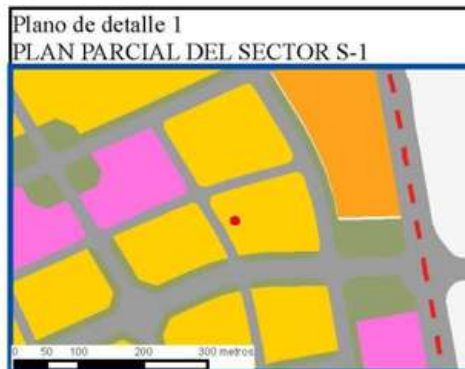 Plano de detalle 1
PLAN PARCIAL DEL SECTOR S-1
0 50 100 200 300 metros